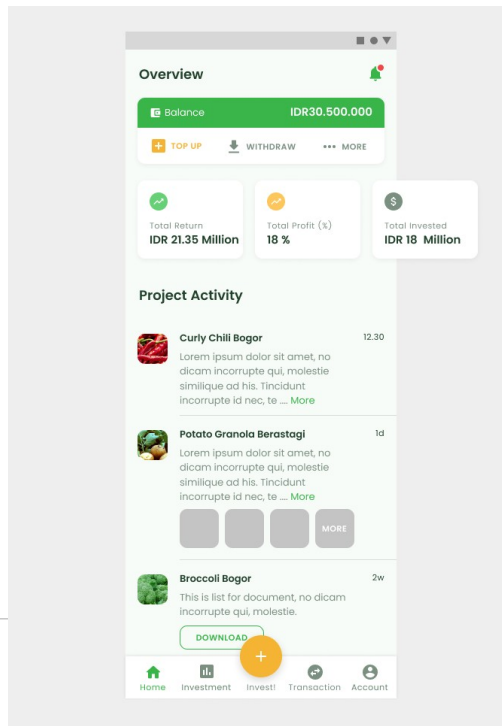 Overview
Balance IDR30.500.000
TOP UP WITHDRAW MORE
Total Return
IDR 21.35 Million
Total Profit (%)
18 %
Total Invested
IDR 18 Million
Project Activity
Curly Chili Bogor 12.30
Lorem ipsum dolor sit amet, no
dicam incorrupte qui, molestie
similique ad his. Tincidunt
incorrupte id nec, te .... More
Potato Granola Berastagi 1d
Lorem ipsum dolor sit amet, no
dicam incorrupte qui, molestie
similique ad his. Tincidunt
incorrupte id nec, te .... More
MORE
Broccoli Bogor 2w
This is list for document, no dicam
incorrupte qui, molestie.
DOWNLOAD
Home Investment Invest! Transaction Account